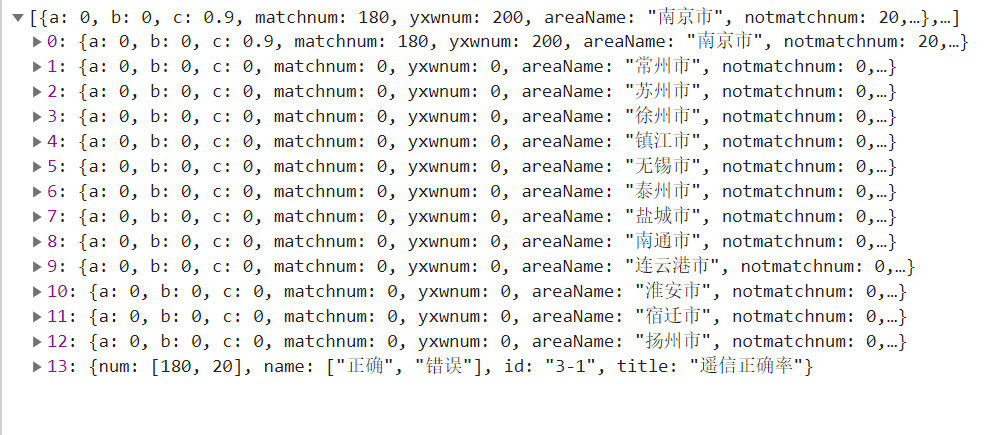 [{a: 0, b: 0, c: 0.9, matchnum: 180, yxwnum: 200, areaName: "南京市", notmatchnum: 20,…},…]
0: {a: 0, b: 0, c: 0.9, matchnum: 180, yxwnum: 200, areaName: "南京市", notmatchnum: 20,…}
1: {a: 0, b: 0, c: 0, matchnum: 0, yxwnum: 0, areaName: "常州市", notmatchnum: 0,…}
2: {a: 0, b: 0, c: 0, matchnum: 0, yxwnum: 0, areaName: "苏州市", notmatchnum: 0,…}
3: {a: 0, b: 0, c: 0, matchnum: 0, yxwnum: 0, areaName: "徐州市", notmatchnum: 0,…}
4: {a: 0, b: 0, c: 0, matchnum: 0, yxwnum: 0, areaName: "镇江市", notmatchnum: 0,…}
5: {a: 0, b: 0, c: 0, matchnum: 0, yxwnum: 0, areaName: "无锡市", notmatchnum: 0,…}
6: {a: 0, b: 0, c: 0, matchnum: 0, yxwnum: 0, areaName: "泰州市", notmatchnum: 0,…}
7: {a: 0, b: 0, c: 0, matchnum: 0, yxwnum: 0, areaName: "盐城市", notmatchnum: 0,…}
8: {a: 0, b: 0, c: 0, matchnum: 0, yxwnum: 0, areaName: "南通市", notmatchnum: 0,…}
9: {a: 0, b: 0, c: 0, matchnum: 0, yxwnum: 0, areaName: "连云港市", notmatchnum: 0,…}
10: {a: 0, b: 0, c: 0, matchnum: 0, yxwnum: 0, areaName: "淮安市", notmatchnum: 0,…}
11: {a: 0, b: 0, c: 0, matchnum: 0, yxwnum: 0, areaName: "宿迁市", notmatchnum: 0,…}
12: {a: 0, b: 0, c: 0, matchnum: 0, yxwnum: 0, areaName: "扬州市", notmatchnum: 0,…}
13: {num: [180, 20], name: ["正确", "错误"], id: "3-1", title: "遥信正确率"}